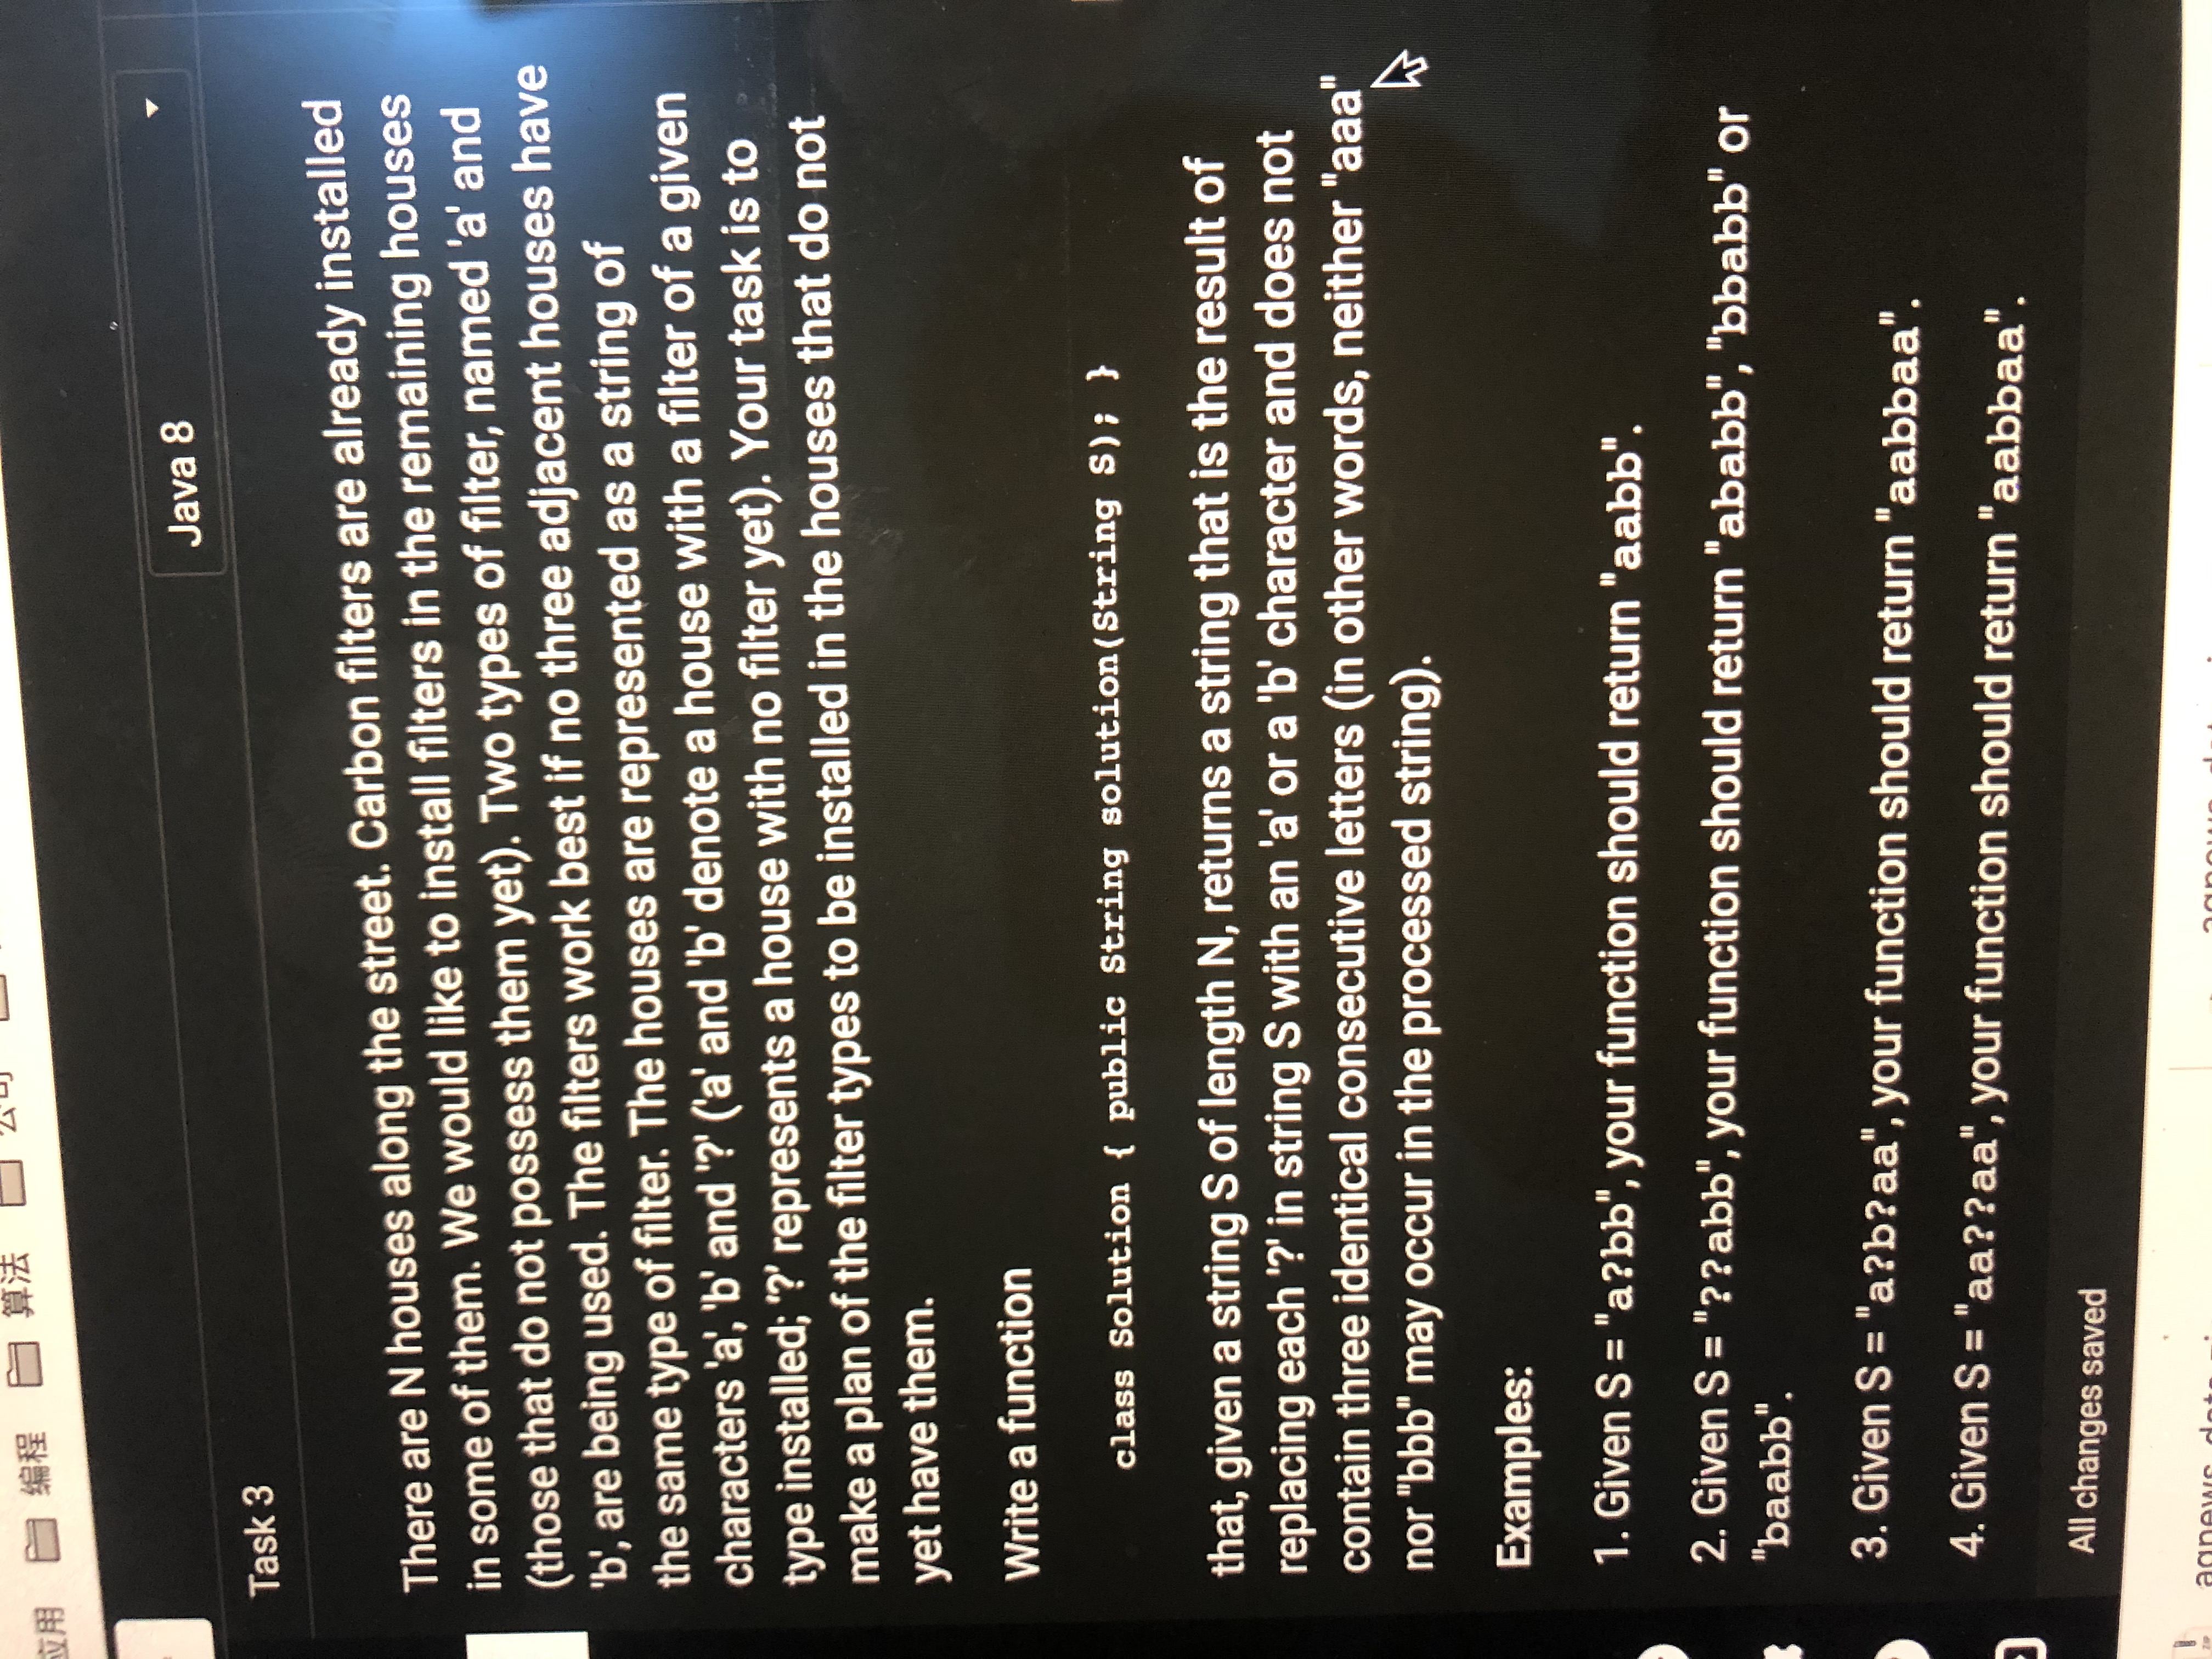 应用 编程 算法 公司
Java 8
Task 3
There are N houses along the street. Carbon filters are already installed
in some of them. We would like to install filters in the remaining houses
(those that do not possess them yet). Two types of filter, named 'a' and
'b', are being used. The filters work best if no three adjacent houses have
the same type of filter. The houses are represented as a string of
characters 'a', 'b' and '?' ('a' and 'b' denote a house with a filter of a given
type installed; '?' represents a house with no filter yet). Your task is to
make a plan of the filter types to be installed in the houses that do not
yet have them.
Write a function
class Solution { public String solution(String S); }
that, given a string S of length N, returns a string that is the result of
replacing each '?' in string S with an 'a' or a 'b' character and does not
contain three identical consecutive letters (in other words, neither "aaa"
nor "bbb" may occur in the processed string).
Examples:
1. Given S = "a?bb", your function should return "aabb".
2. Given S = "??abb", your function should return "ababb", "bbabb" or
"baabb".
3. Given S = "a?b?aa", your function should return "aabbaa".
4. Given S = "aa??aa", your function should return "aabbaa".
All changes saved